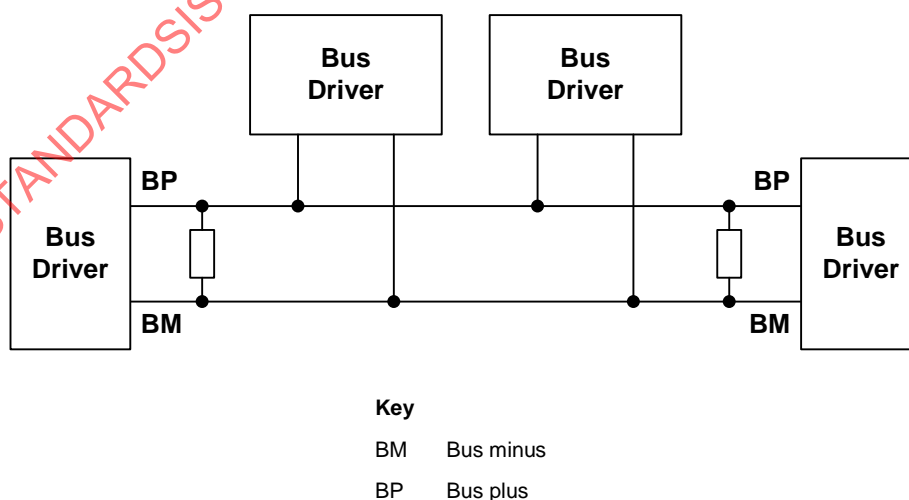 STANDARDSIS
Bus
Driver
Bus
Driver
BP
BP
Bus
Driver
Bus
Driver
BM
BM
Key
BM Bus minus
BP Bus plus